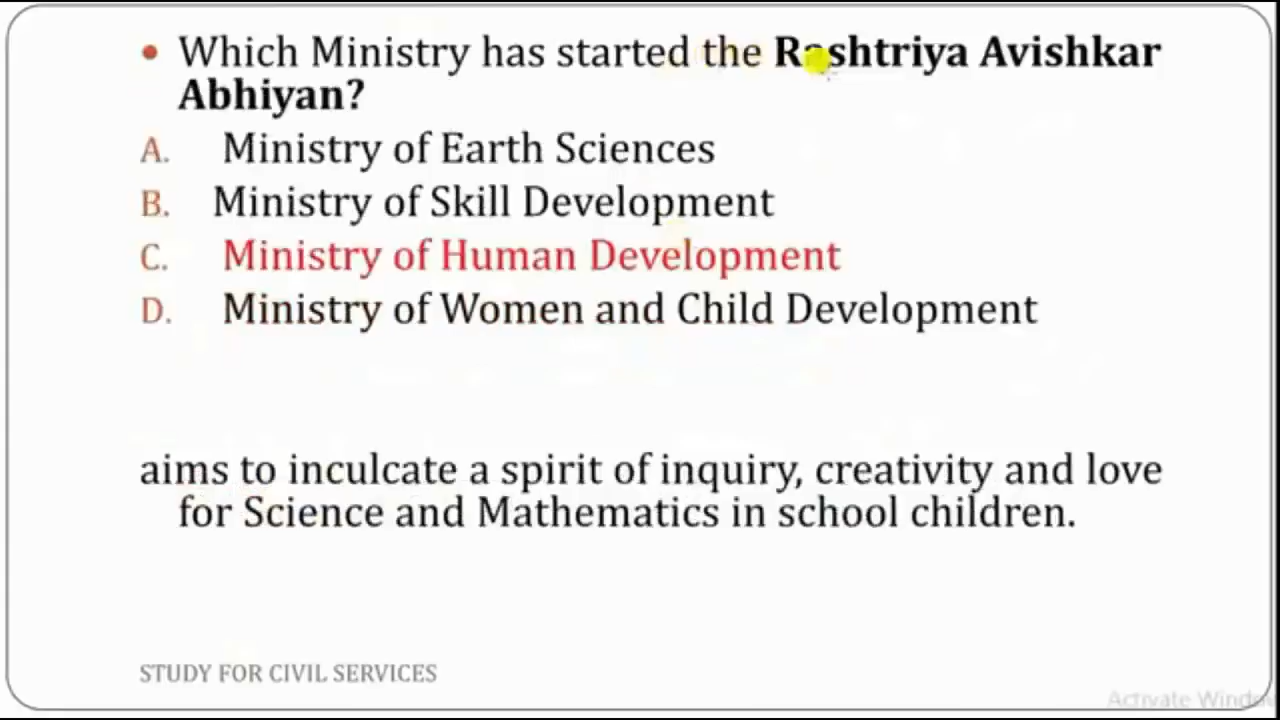 • Which Ministry has started the Rashtriya Avishkar
Abhiyan?
A. Ministry of Earth Sciences
B. Ministry of Skill Development
C. Ministry of Human Development
D. Ministry of Women and Child Development
aims to inculcate a spirit of inquiry, creativity and love
for Science and Mathematics in school children.
STUDY FOR CIVIL SERVICES
Activate Windo